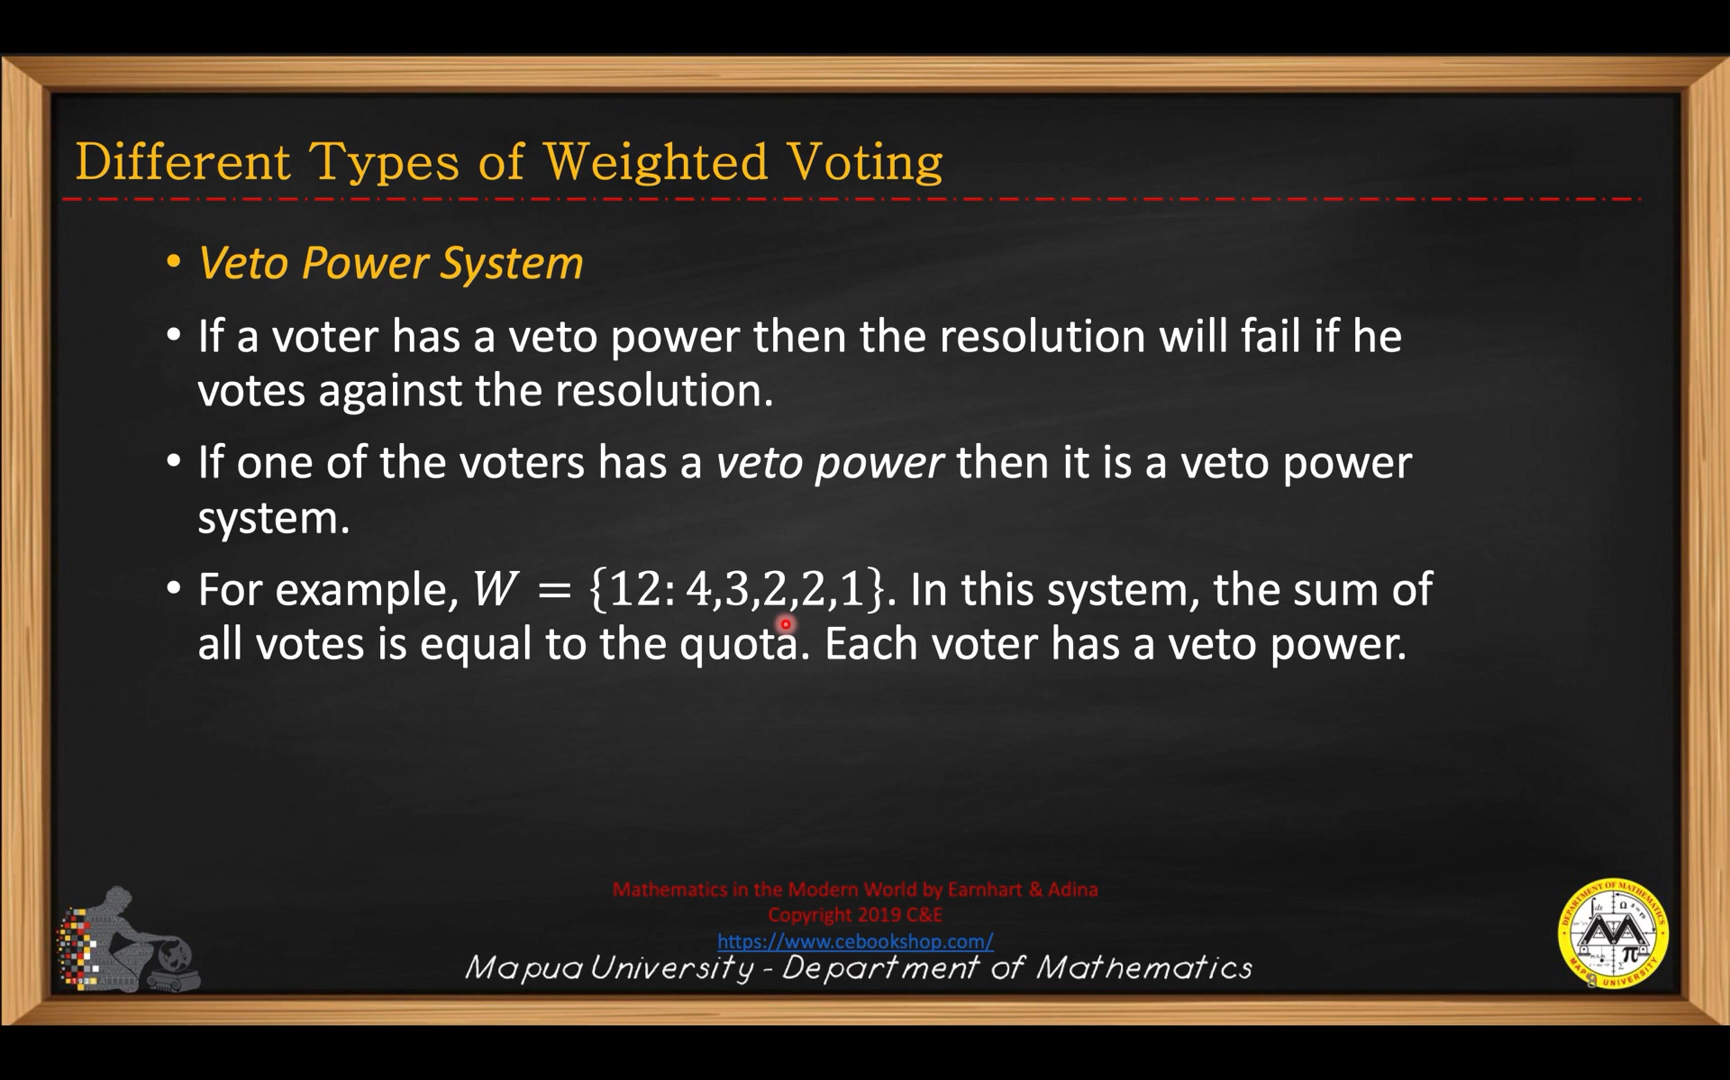 Different Types of Weighted Voting
• Veto Power System
• If a voter has a veto power then the resolution will fail if he
votes against the resolution.
• If one of the voters has a veto power then it is a veto power
system.
• For example, W = {12: 4,3,2,2,1}. In this system, the sum of
all votes is equal to the quota. Each voter has a veto power.
Mathematics in the Modern World by Earnhart & Adina
Copyright 2019 C&E
https://www.cebookshop.com/
Mapua University - Department of Mathematics
DEPARTMENT OF MATHEMATICS